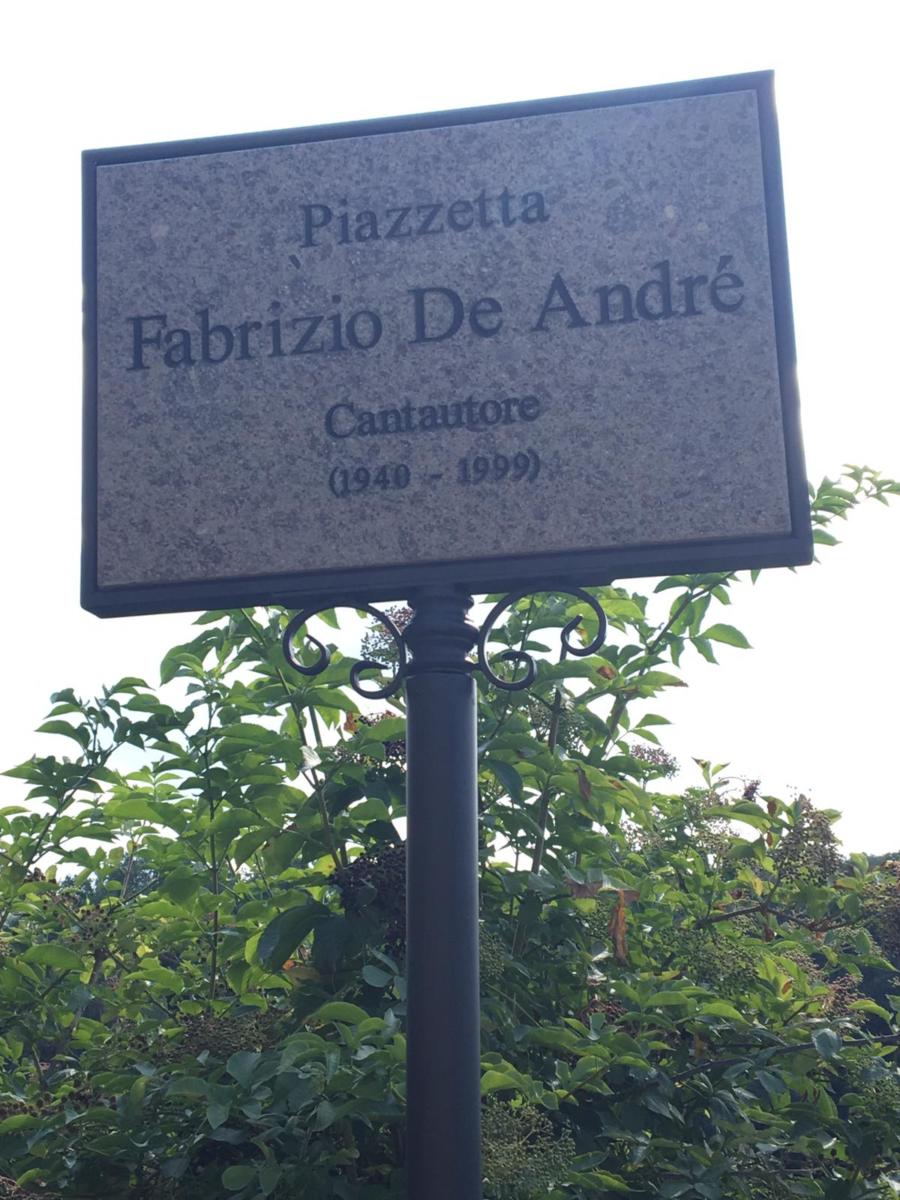 Piazzetta
Fabrizio De André
Cantautore
(1940 - 1999)